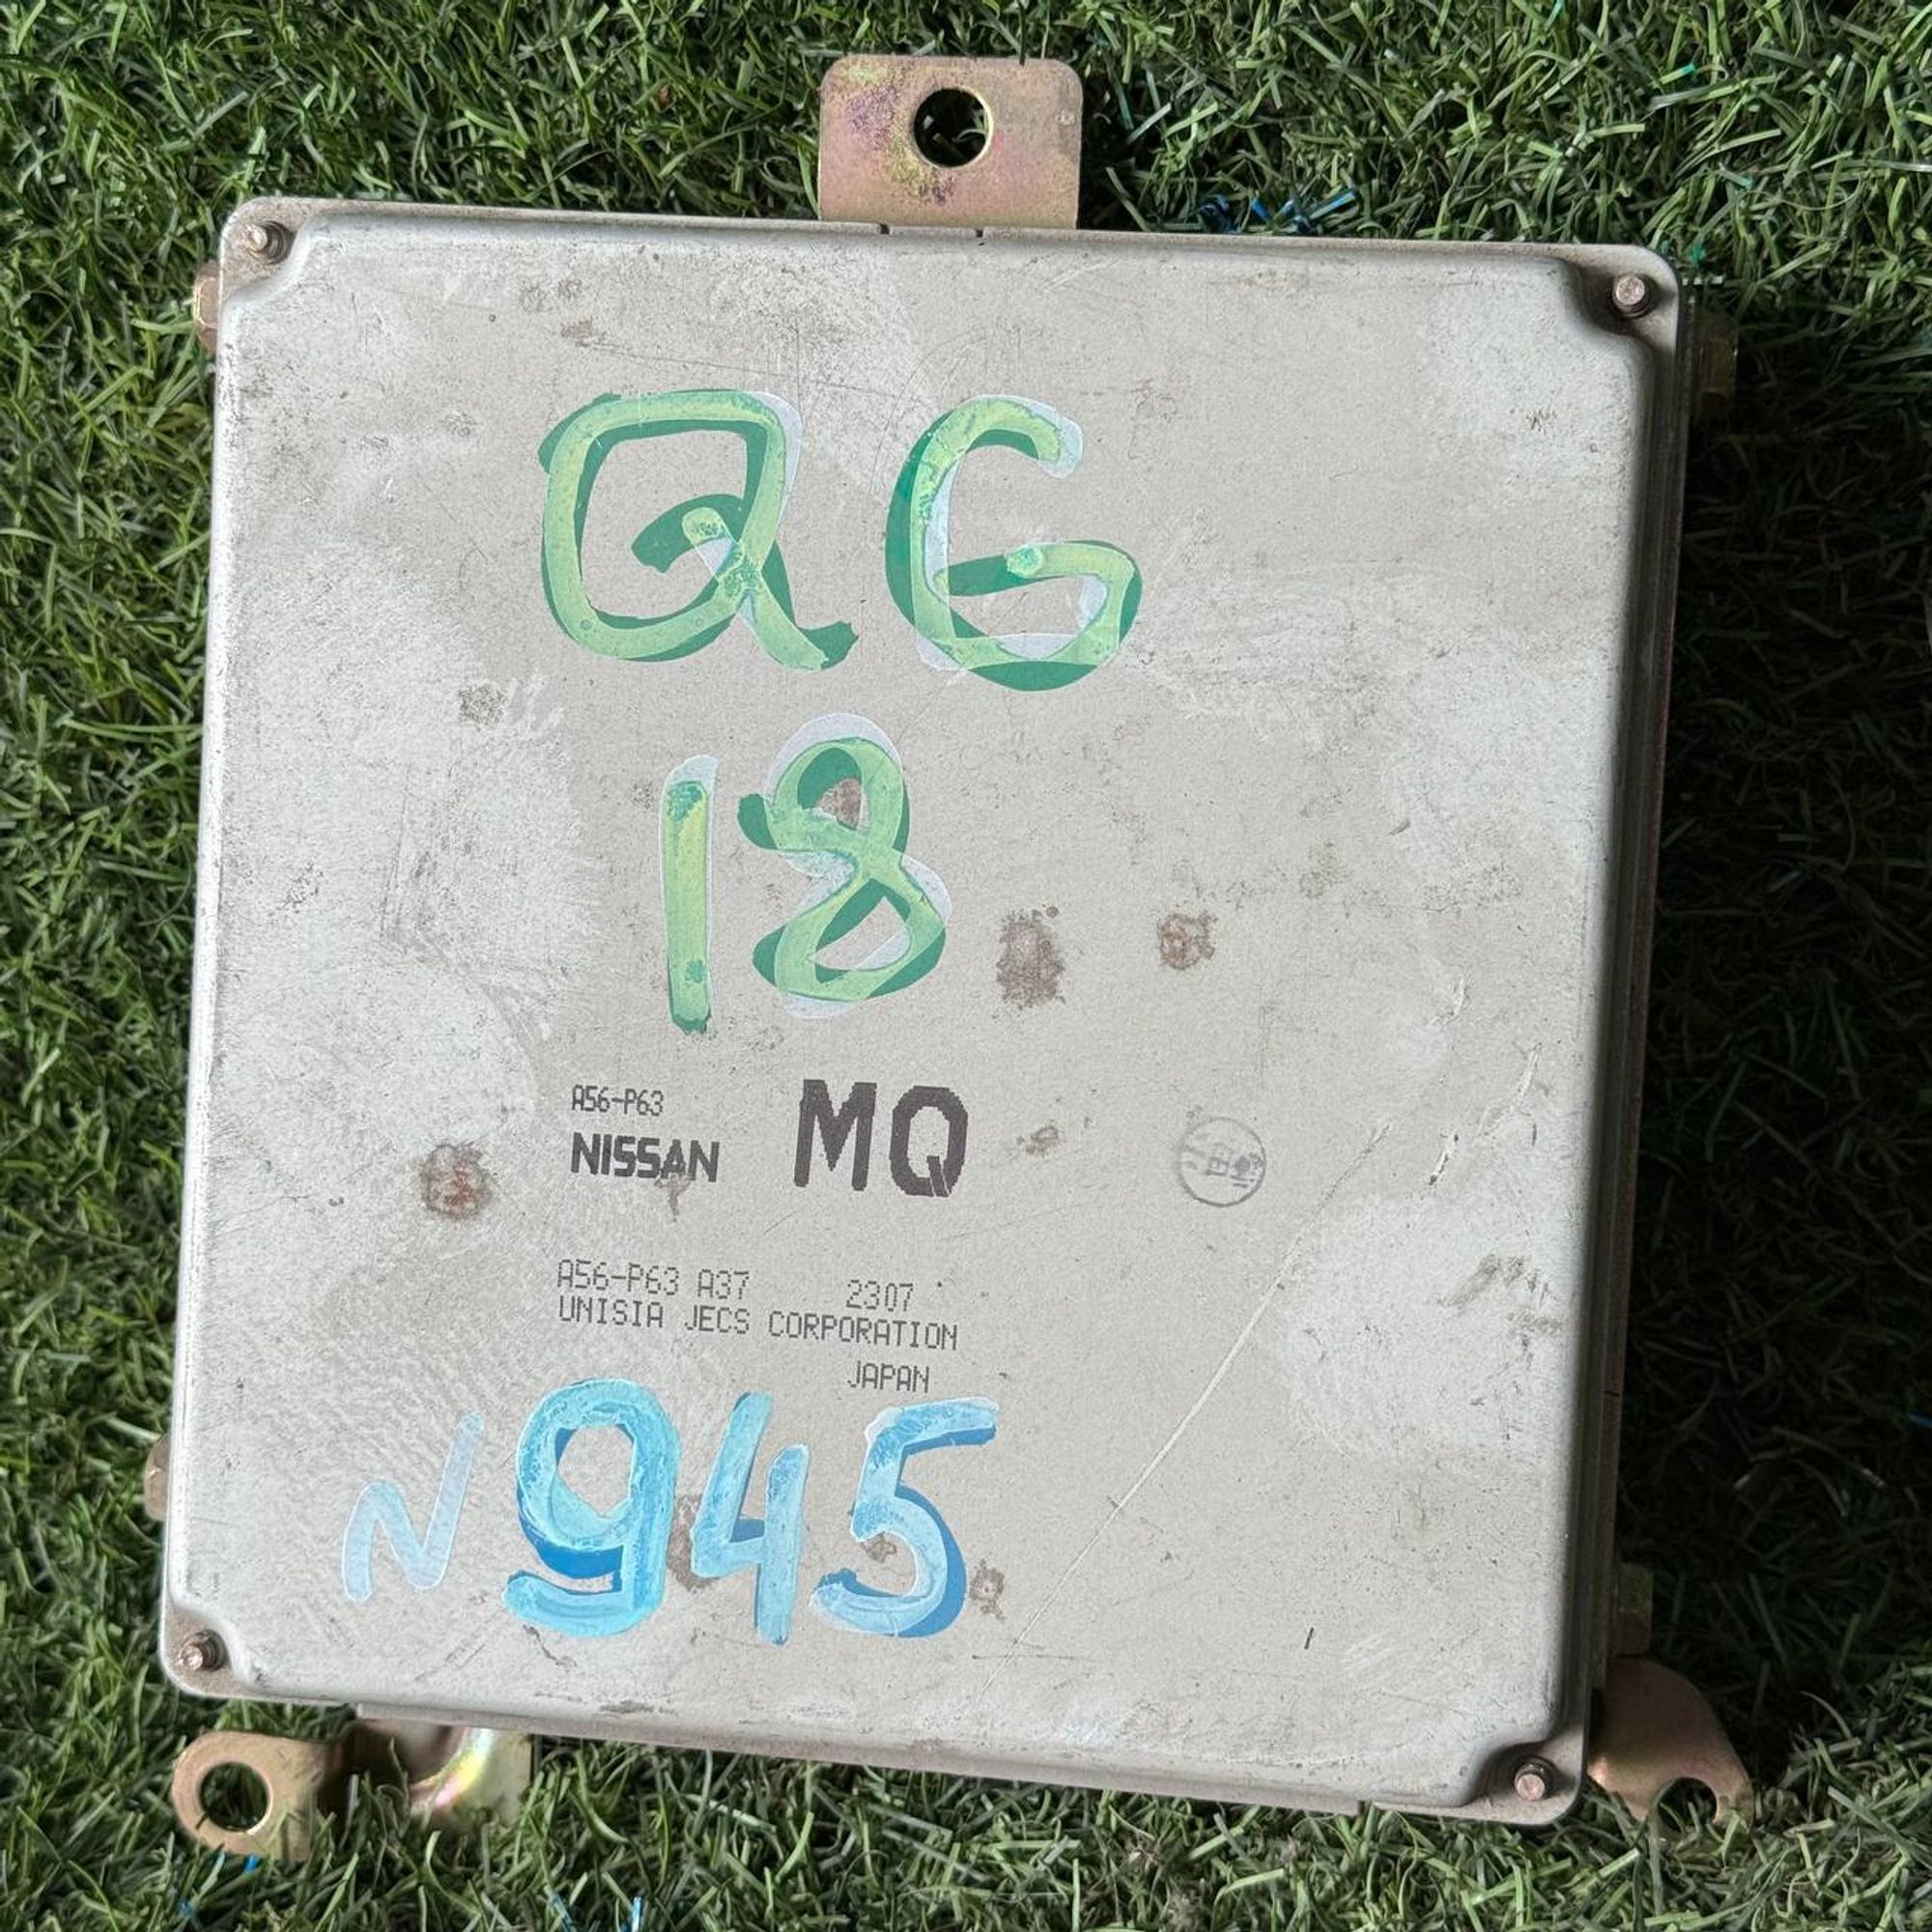 QG
18
A56-P63
NISSAN MQ
A56-P63 A37 2307
UNISIA JECS CORPORATION
JAPAN
N945